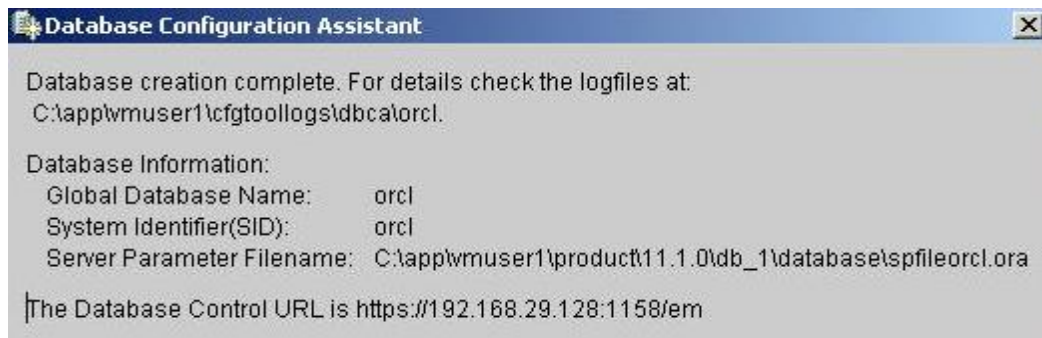 Database Configuration Assistant
Database creation complete. For details check the logfiles at:
C:\app\vmuser1\cfgtoollogs\dbca\orcl.
Database Information:
Global Database Name: orcl
System Identifier(SID): orcl
Server Parameter Filename: C:\app\vmuser1\product\11.1.0\db_1\database\spfileorcl.ora
The Database Control URL is https://192.168.29.128:1158/em